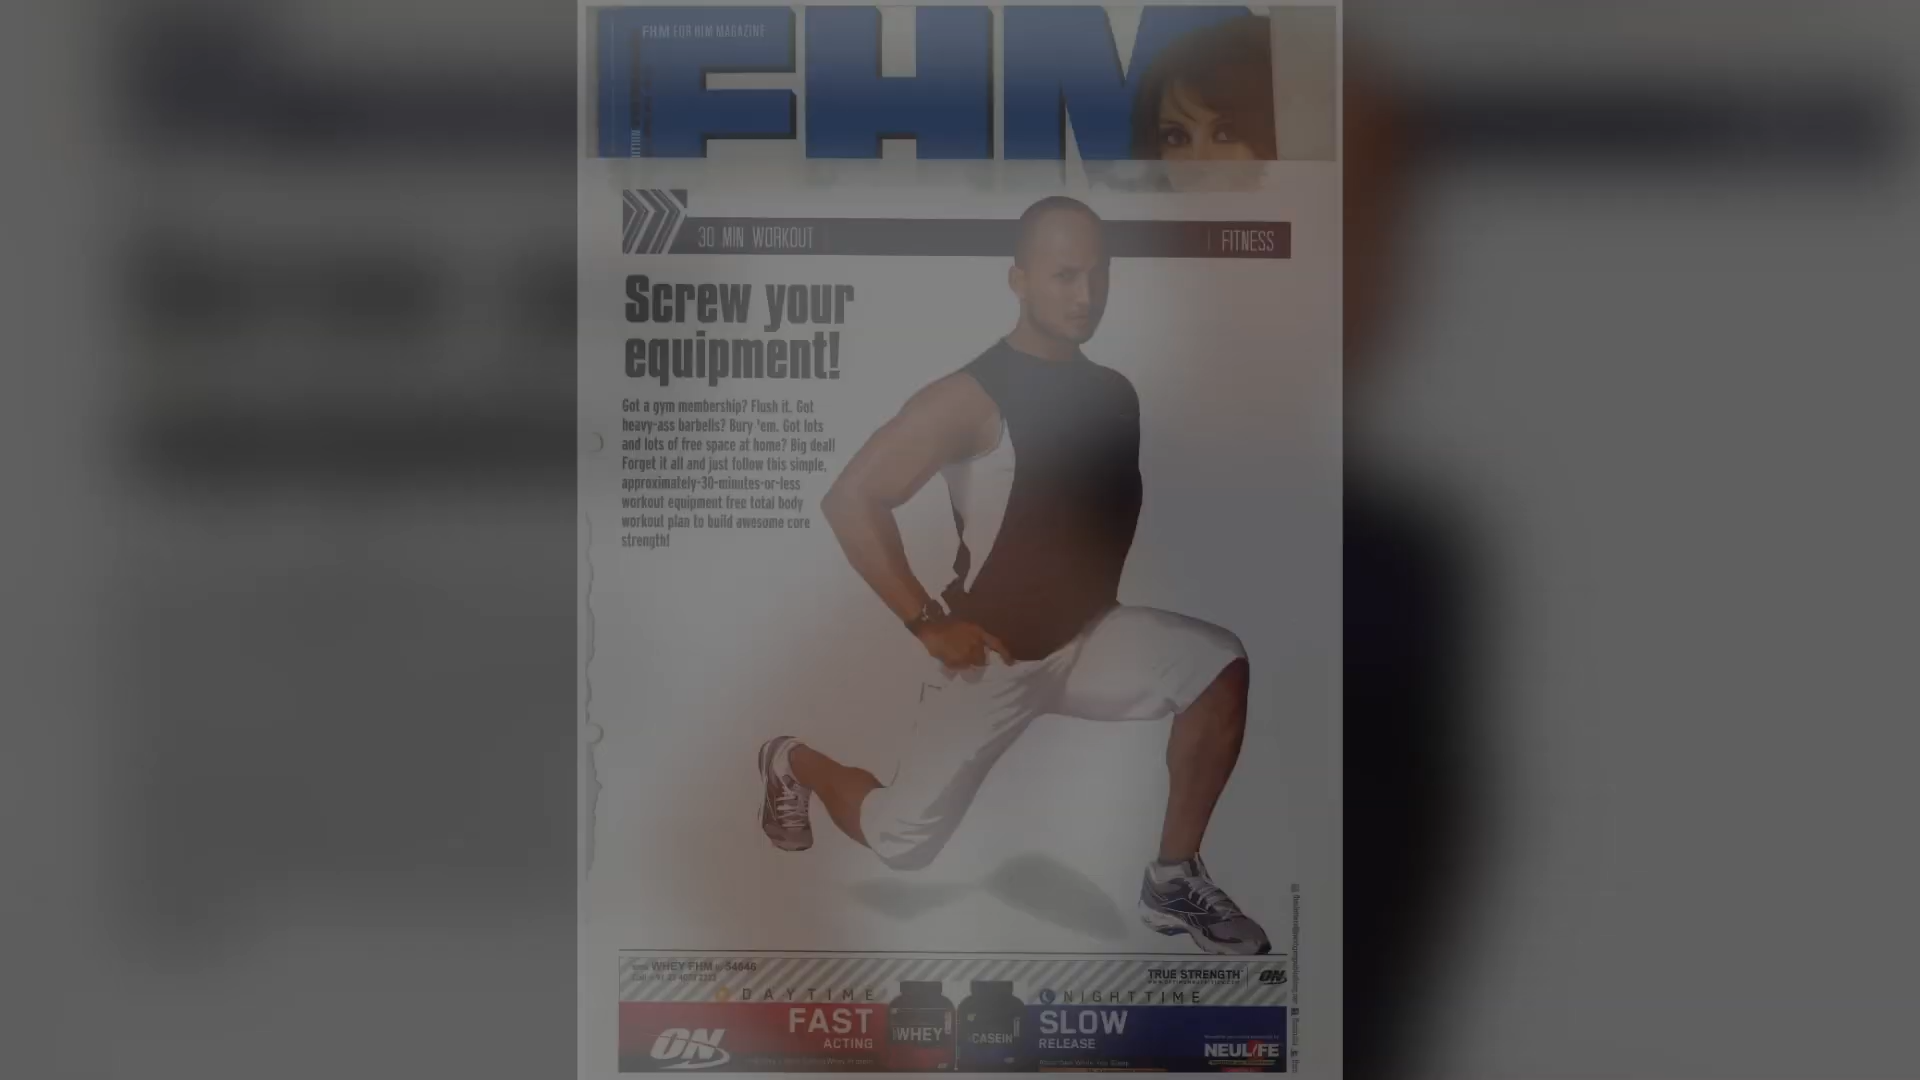 FHM
FHM FOR HIM MAGAZINE
30 MIN WORKOUT
FITNESS
Screw your
equipment!
Got a gym membership? Flush it. Got
heavy-ass barbells? Bury 'em. Got lots
and lots of free space at home? Big deal!
Forget it all and just follow this simple,
approximately-30-minutes-or-less
workout equipment free total body
workout plan to build awesome core
strength!
WHEY FHM 54646
TRUE STRENGTH
ON
DAYTIME
NIGHTTIME
FAST
ACTING
WHEY
CASEIN
SLOW
RELEASE
ON
NEULIFE